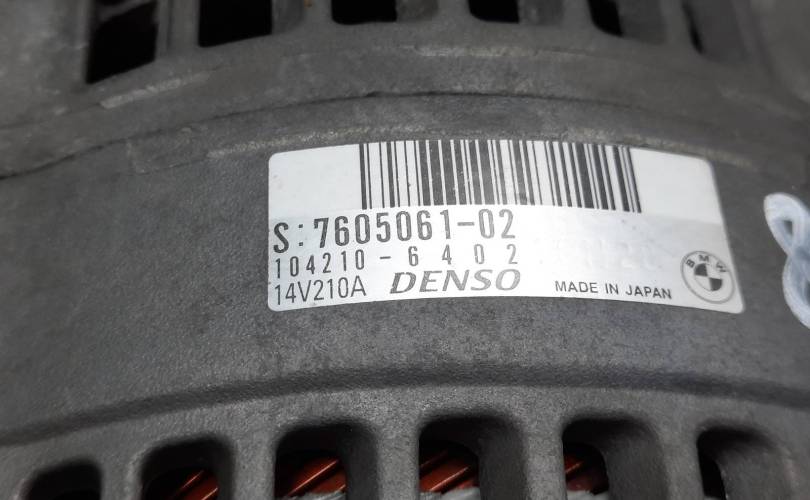 S: 7605061-02
104210-6402
14V210A DENSO MADE IN JAPAN
BMW